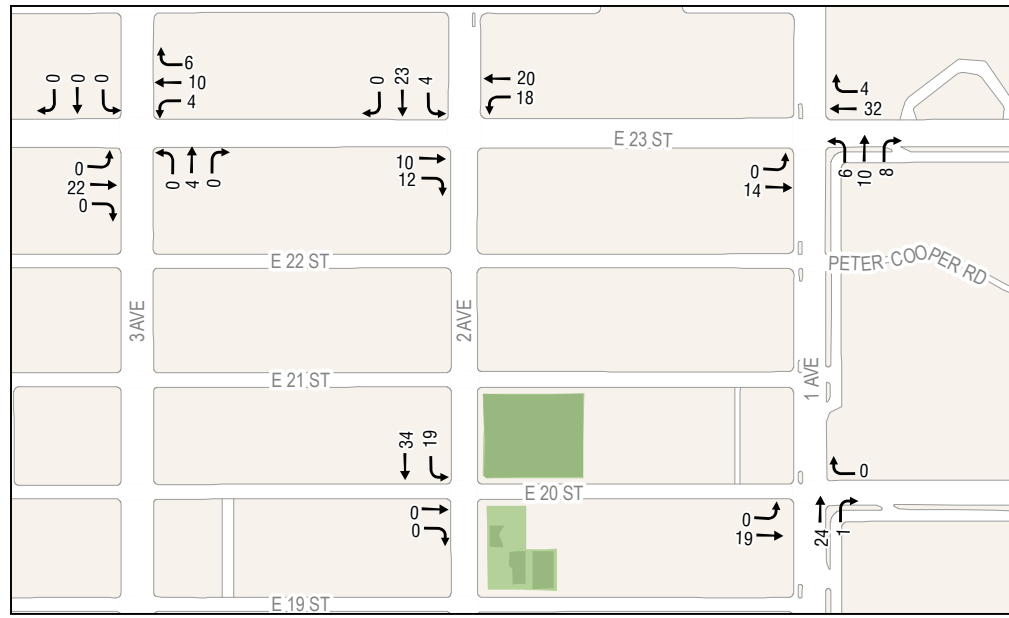 0 0 0
6
10
4
0 23 4
20
18
4
32
E 23 ST
0
22
0
0 4 0
10
12
0
14
6 10 8
E 22 ST
PETER COOPER RD
3 AVE
2 AVE
1 AVE
E 21 ST
34 19
0
E 20 ST
0
0
0
19
24 1
E 19 ST